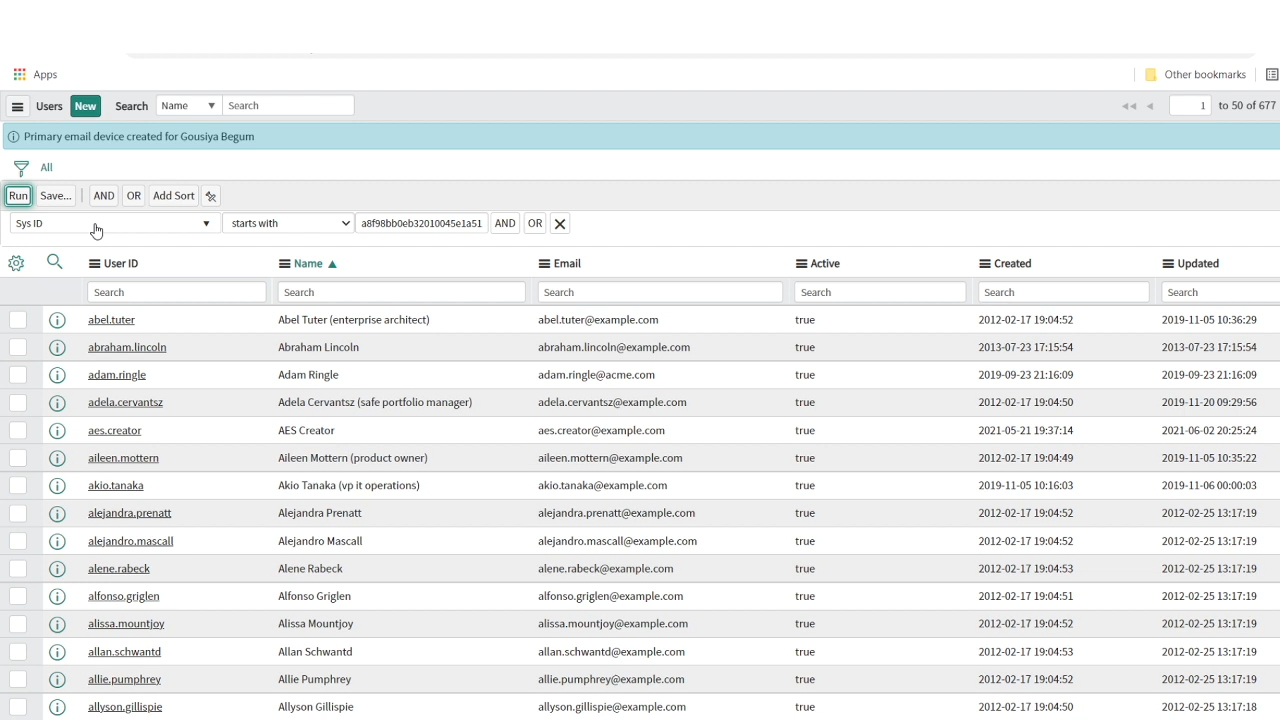 Apps Other bookmarks
Users New Search Name Search 1 to 50 of 677
Primary email device created for Gousiya Begum
All
Run Save... AND OR Add Sort
Sys ID starts with a8f98bb0eb32010045e1a51 AND OR
User ID Name Email Active Created Updated
Search Search Search Search Search Search
abel.tuter Abel Tuter (enterprise architect) abel.tuter@example.com true 2012-02-17 19:04:52 2019-11-05 10:36:29
abraham.lincoln Abraham Lincoln abraham.lincoln@example.com true 2013-07-23 17:15:54 2013-07-23 17:15:54
adam.ringle Adam Ringle adam.ringle@acme.com true 2019-09-23 21:16:09 2019-09-23 21:16:09
adela.cervantsz Adela Cervantsz (safe portfolio manager) adela.cervantsz@example.com true 2012-02-17 19:04:50 2019-11-20 09:29:56
aes.creator AES Creator aes.creator@example.com true 2021-05-21 19:37:14 2021-06-02 20:25:24
aileen.mottern Aileen Mottern (product owner) aileen.mottern@example.com true 2012-02-17 19:04:49 2019-11-05 10:35:22
akio.tanaka Akio Tanaka (vp it operations) akio.tanaka@example.com true 2019-11-05 10:16:03 2019-11-06 00:00:03
alejandra.prenatt Alejandra Prenatt alejandra.prenatt@example.com true 2012-02-17 19:04:52 2012-02-25 13:17:19
alejandro.mascall Alejandro Mascall alejandro.mascall@example.com true 2012-02-17 19:04:52 2012-02-25 13:17:19
alene.rabeck Alene Rabeck alene.rabeck@example.com true 2012-02-17 19:04:53 2012-02-25 13:17:19
alfonso.griglen Alfonso Griglen alfonso.griglen@example.com true 2012-02-17 19:04:51 2012-02-25 13:17:19
alissa.mountjoy Alissa Mountjoy alissa.mountjoy@example.com true 2012-02-17 19:04:52 2012-02-25 13:17:19
allan.schwantd Allan Schwantd allan.schwantd@example.com true 2012-02-17 19:04:53 2012-02-25 13:17:19
allie.pumphrey Allie Pumphrey allie.pumphrey@example.com true 2012-02-17 19:04:52 2012-02-25 13:17:19
allyson.gillispie Allyson Gillispie allyson.gillispie@example.com true 2012-02-17 19:04:52 2012-02-25 13:17:18